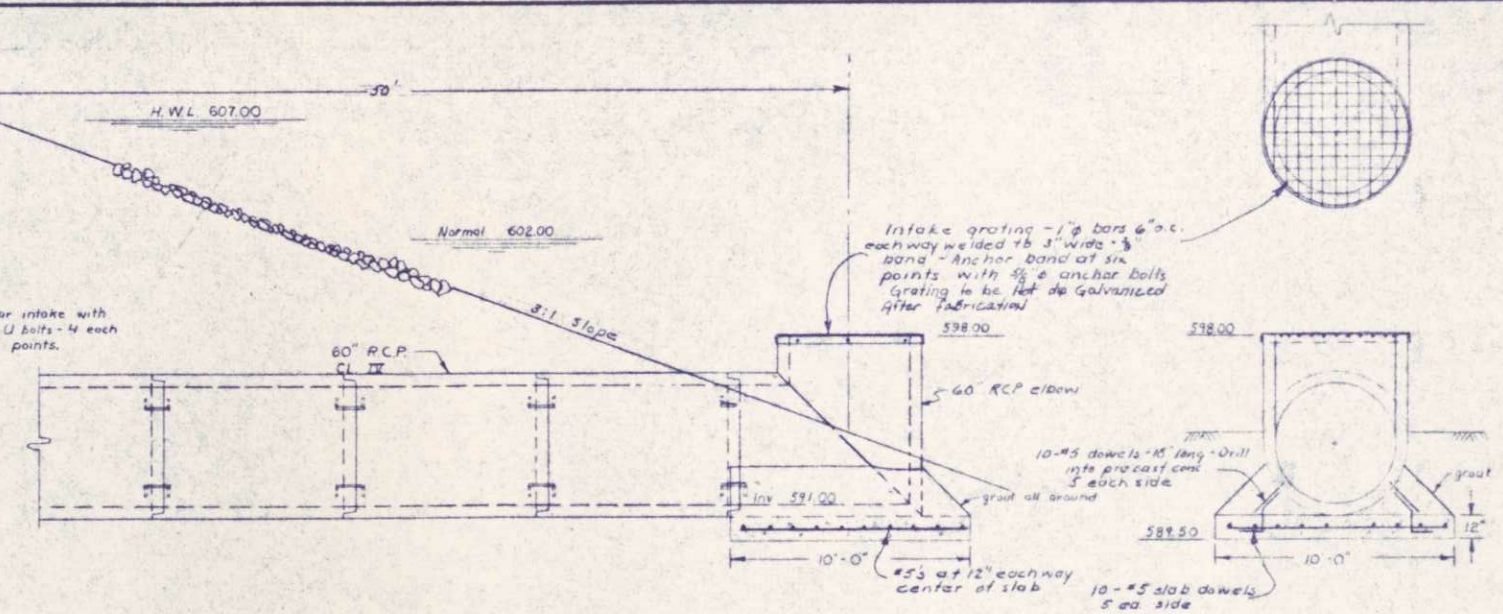 50'
H.W.L. 607.00
Normal 602.00
Intake grating - 1" ø bars 6" o.c.
each way welded to 3" wide -
band - Anchor band at six
points with 5/8" ø anchor bolts
Grating to be Hot dip Galvanized
After fabrication
ar intake with
U bolts - 4 each
points.
3:1 Slope
598.00
598.00
60" R.C.P.
CL IV
60 RCP elbow
10-#5 dowels - long - Drill
into precast conc
5 each side
grout
Inv 591.00
grout all around
589.50
12"
10'-0"
10'-0"
#5's at 12" each way
center of slab
10-#5 slab dowels
5 ea. side